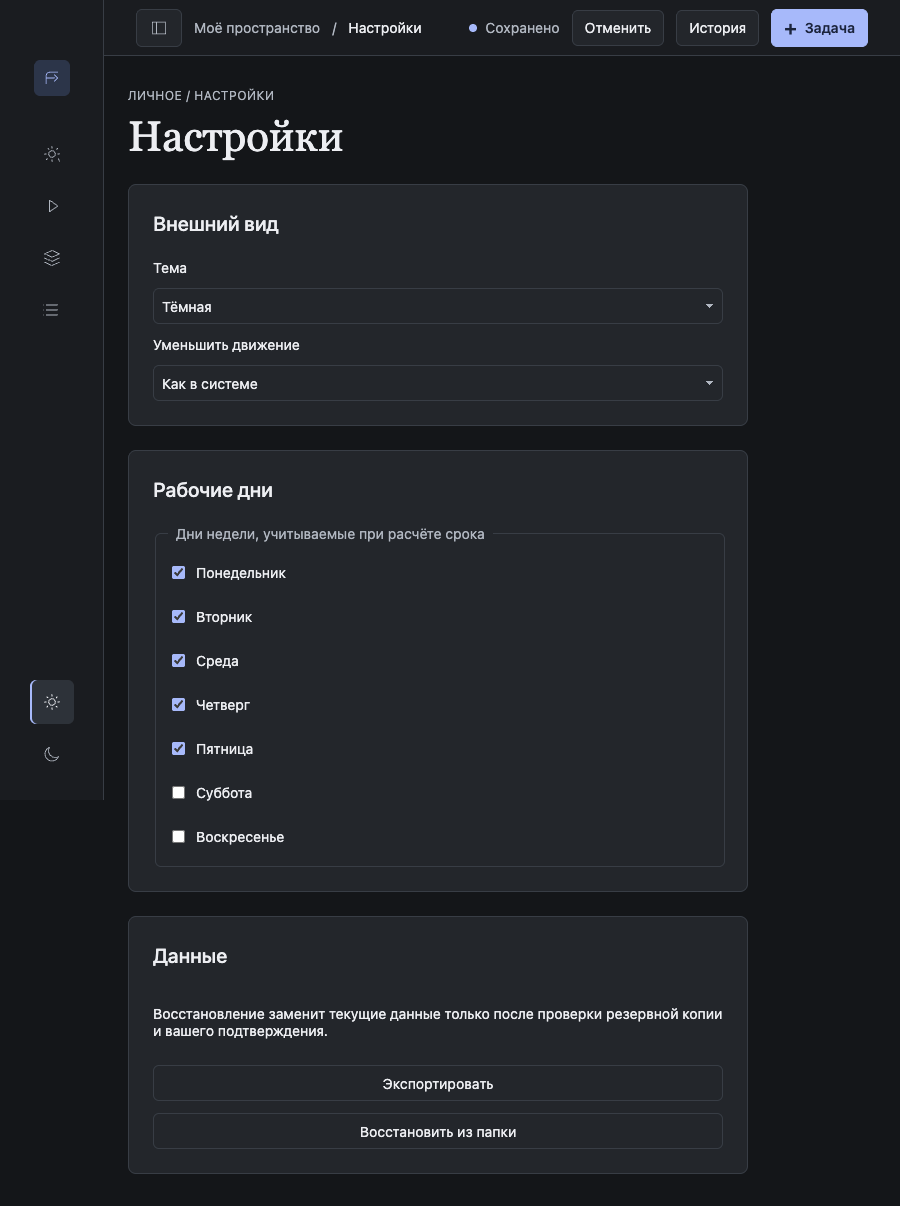 Моё пространство / Настройки
Сохранено
Отменить
История
+ Задача
ЛИЧНОЕ / НАСТРОЙКИ
Настройки
Внешний вид
Тема
Тёмная
Уменьшить движение
Как в системе
Рабочие дни
Дни недели, учитываемые при расчёте срока
Понедельник
Вторник
Среда
Четверг
Пятница
Суббота
Воскресенье
Данные
Восстановление заменит текущие данные только после проверки резервной копии
и вашего подтверждения.
Экспортировать
Восстановить из папки